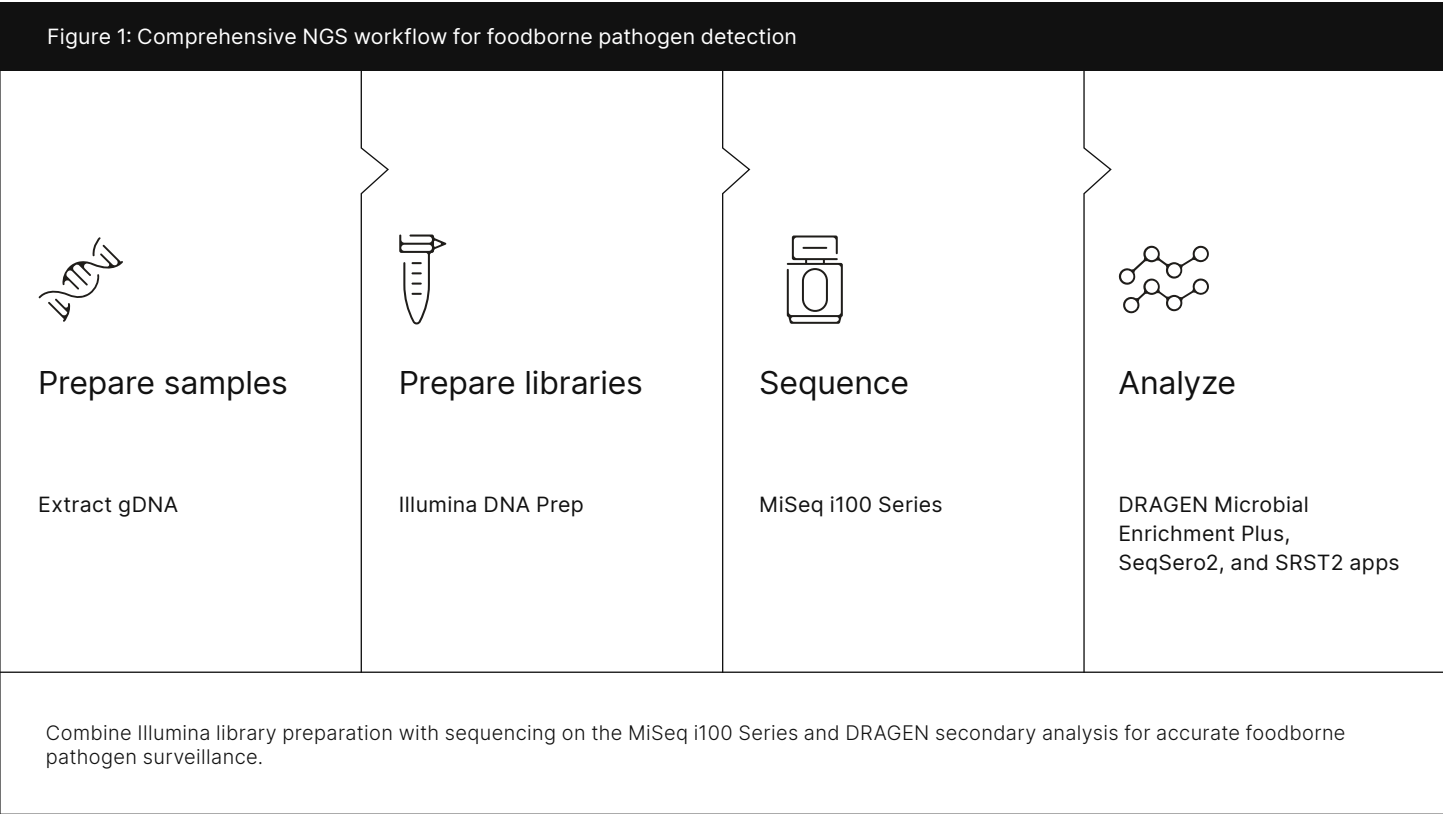 Figure 1: Comprehensive NGS workflow for foodborne pathogen detection
Prepare samples
Extract gDNA
Prepare libraries
Illumina DNA Prep
Sequence
MiSeq i100 Series
Analyze
DRAGEN Microbial
Enrichment Plus,
SeqSero2, and SRST2 apps
Combine Illumina library preparation with sequencing on the MiSeq i100 Series and DRAGEN secondary analysis for accurate foodborne
pathogen surveillance.